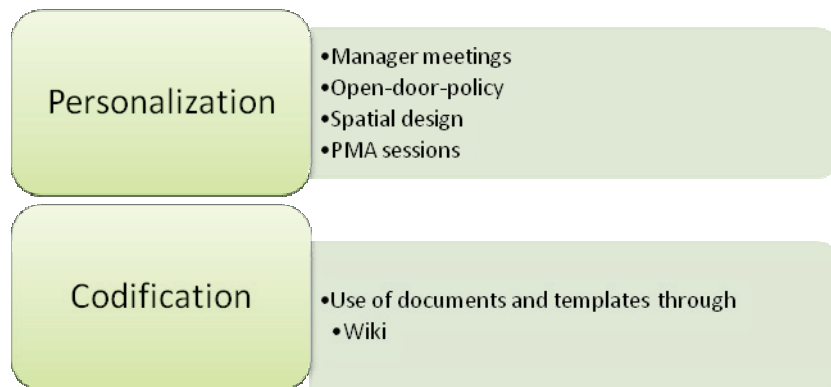 Personalization
•Manager meetings
•Open-door-policy
•Spatial design
•PMA sessions
Codification
•Use of documents and templates through
•Wiki